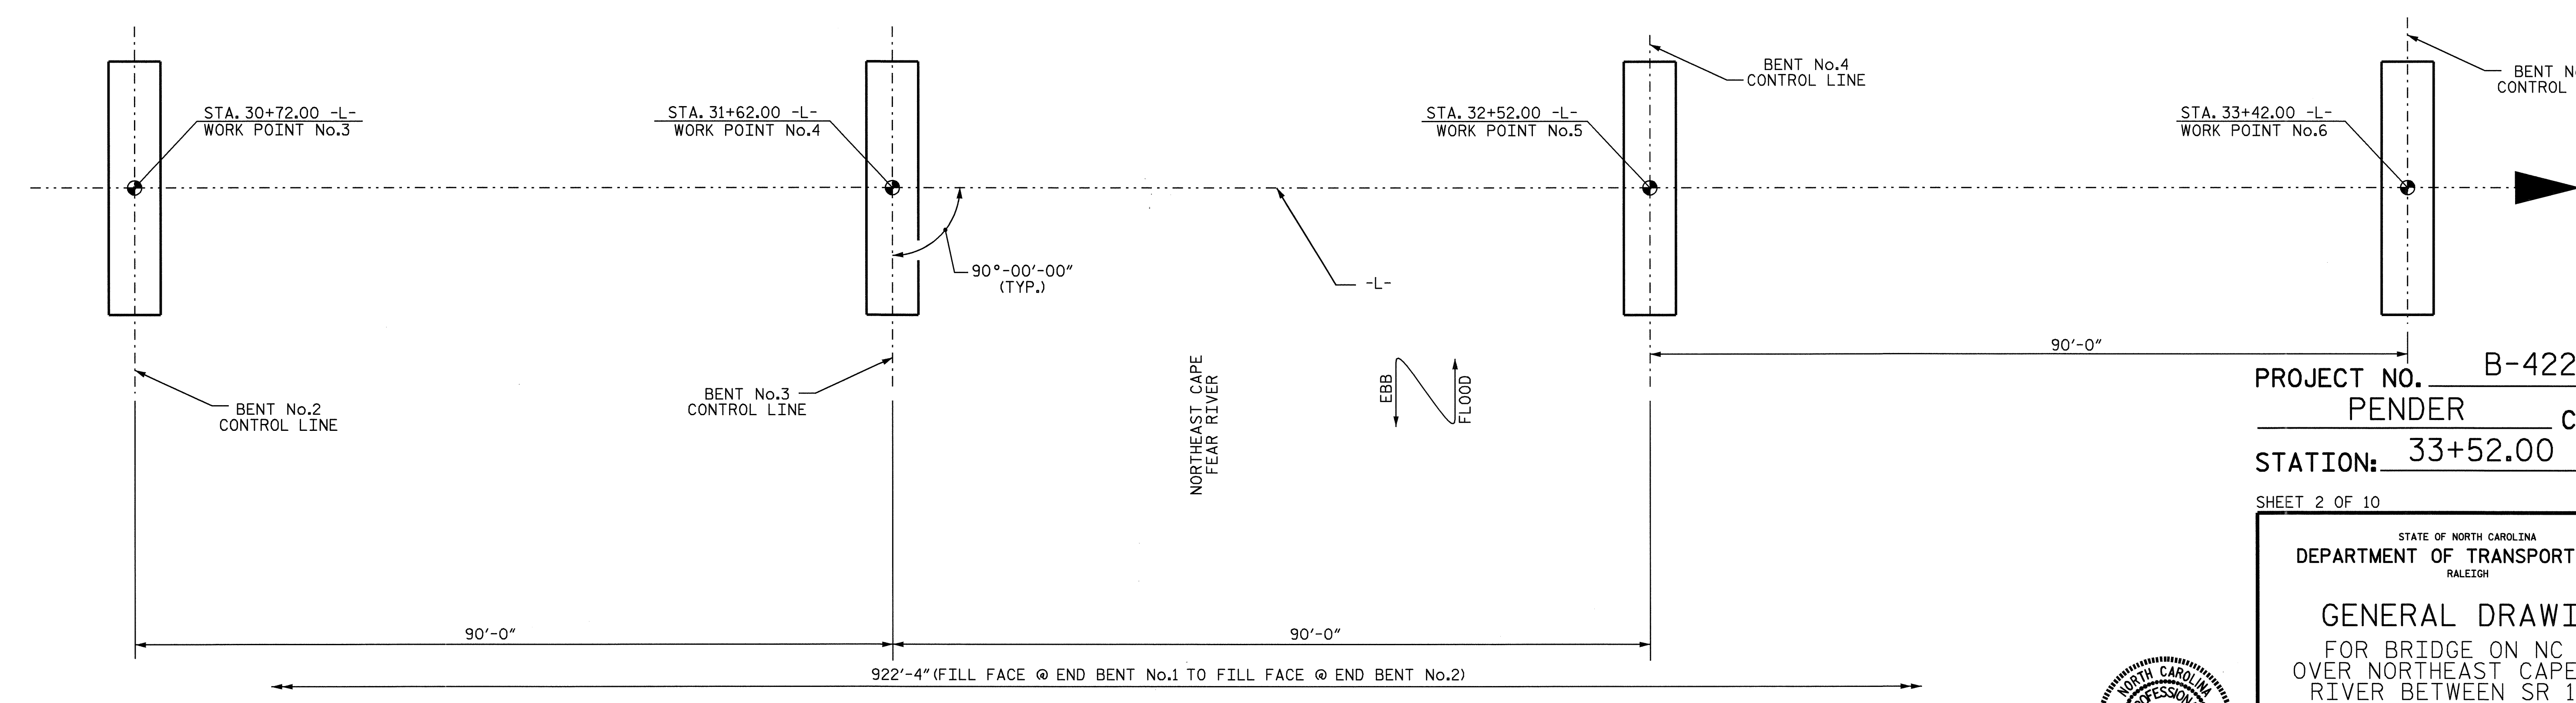 BENT No.4
CONTROL LINE
BENT
CONTROL
STA. 30+72.00 -L-
WORK POINT No.3
STA. 31+62.00 -L-
WORK POINT No.4
STA. 32+52.00 -L-
WORK POINT No.5
STA. 33+42.00 -L-
WORK POINT No.6
90°-00'-00"
(TYP.)
-L-
BENT No.2
CONTROL LINE
BENT No.3
CONTROL LINE
NORTHEAST CAPE
FEAR RIVER
EBB
FLOOD
90'-0"
PROJECT NO. B-422
PENDER
STATION: 33+52.00
SHEET 2 OF 10
STATE OF NORTH CAROLINA
DEPARTMENT OF TRANSPORT
RALEIGH
GENERAL DRAWI
FOR BRIDGE ON NC
OVER NORTHEAST CAPE
RIVER BETWEEN SR 1
90'-0"
90'-0"
922'-4" (FILL FACE @ END BENT No.1 TO FILL FACE @ END BENT No.2)
NORTH CAROLINA
OFESSION